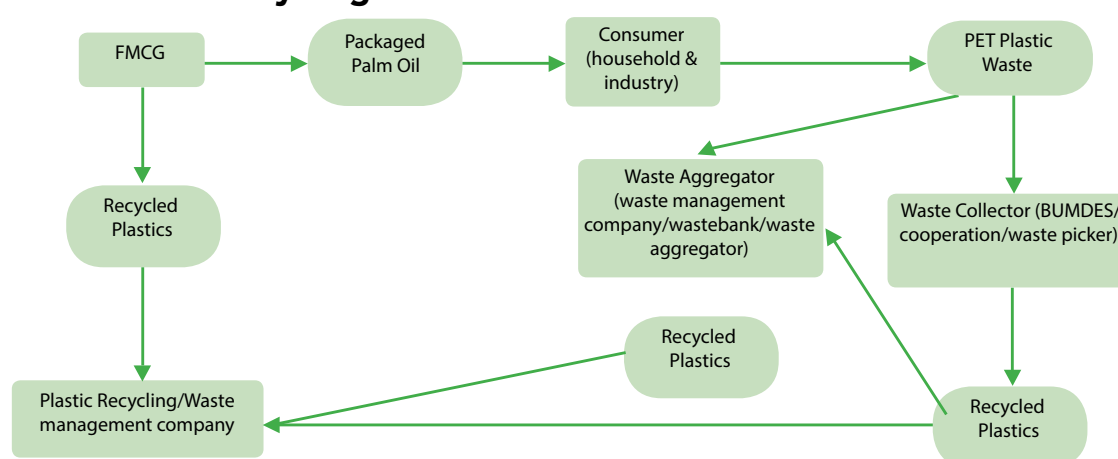 FMCG
Packaged
Palm Oil
Consumer
(household &
industry)
PET Plastic
Waste
Recycled
Plastics
Waste Aggregator
(waste management
company/wastebank/waste
aggregator)
Waste Collector (BUMDES/
cooperation/waste picker)
Recycled
Plastics
Plastic Recycling/Waste
management company
Recycled
Plastics